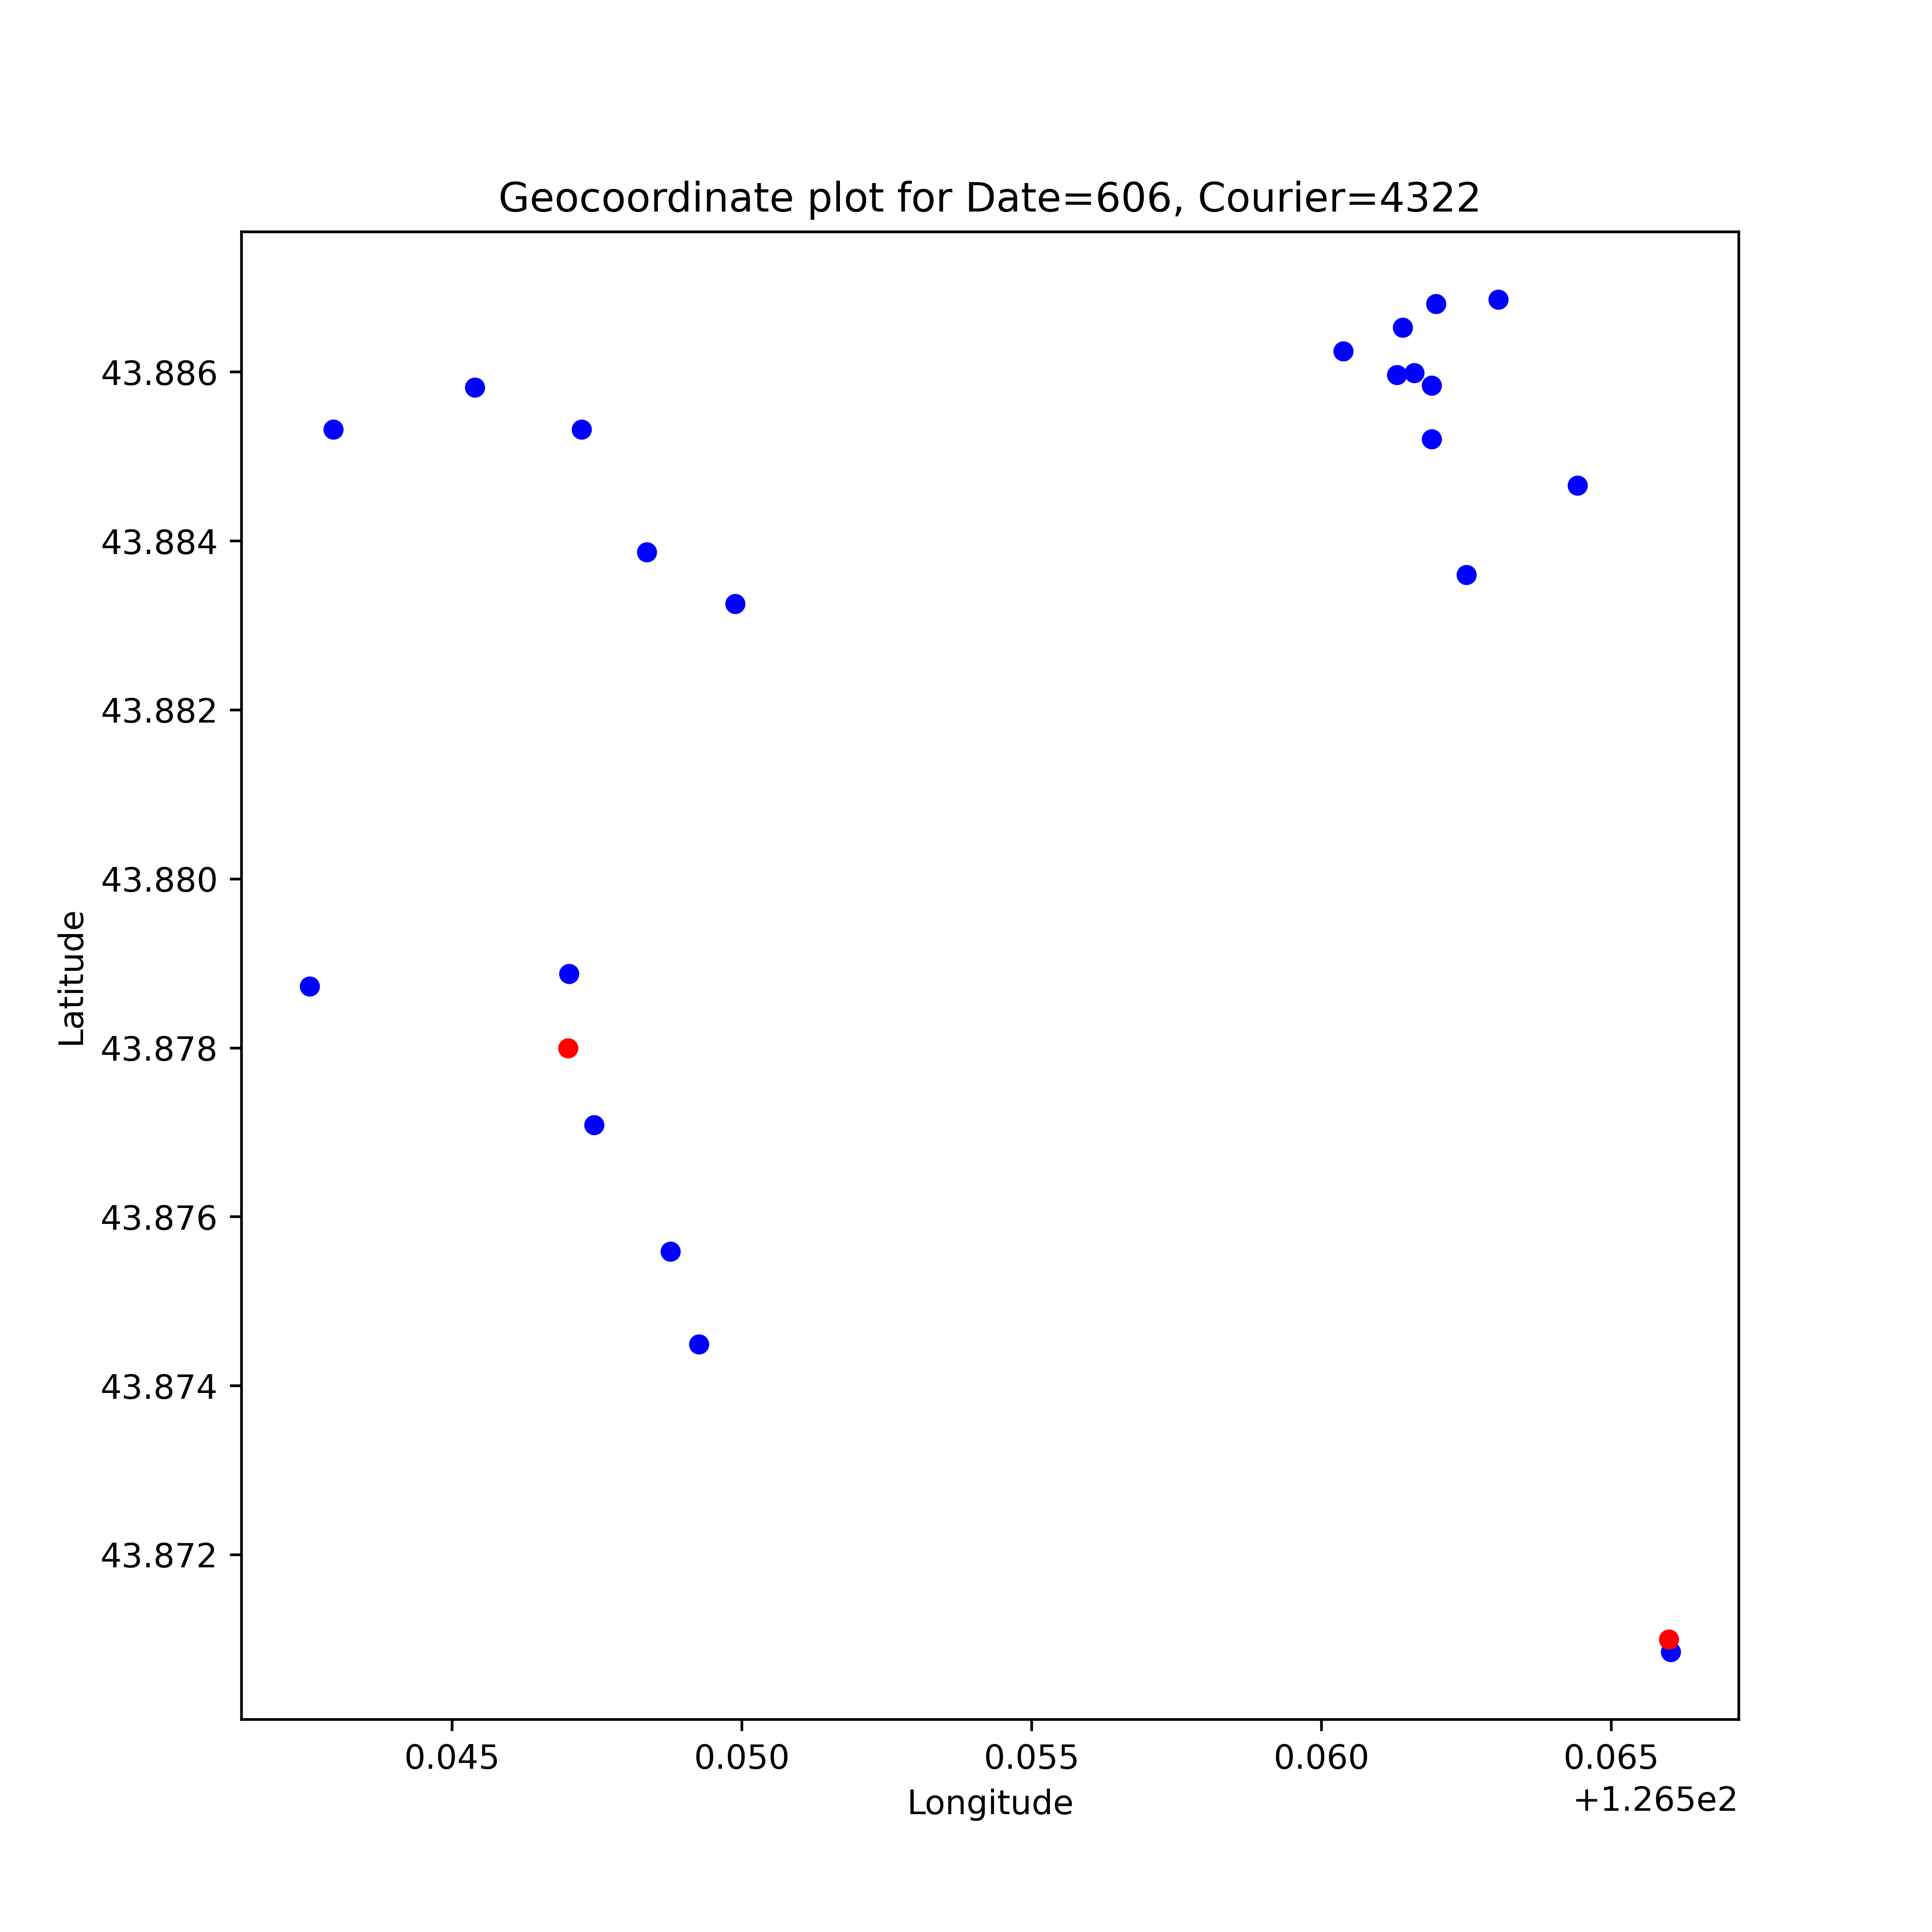 Geocoordinate plot for Date=606, Courier=4322
43.886
43.884
43.882
43.880
43.878
43.876
43.874
43.872
Latitude
0.045 0.050 0.055 0.060 0.065
+1.265e2
Longitude